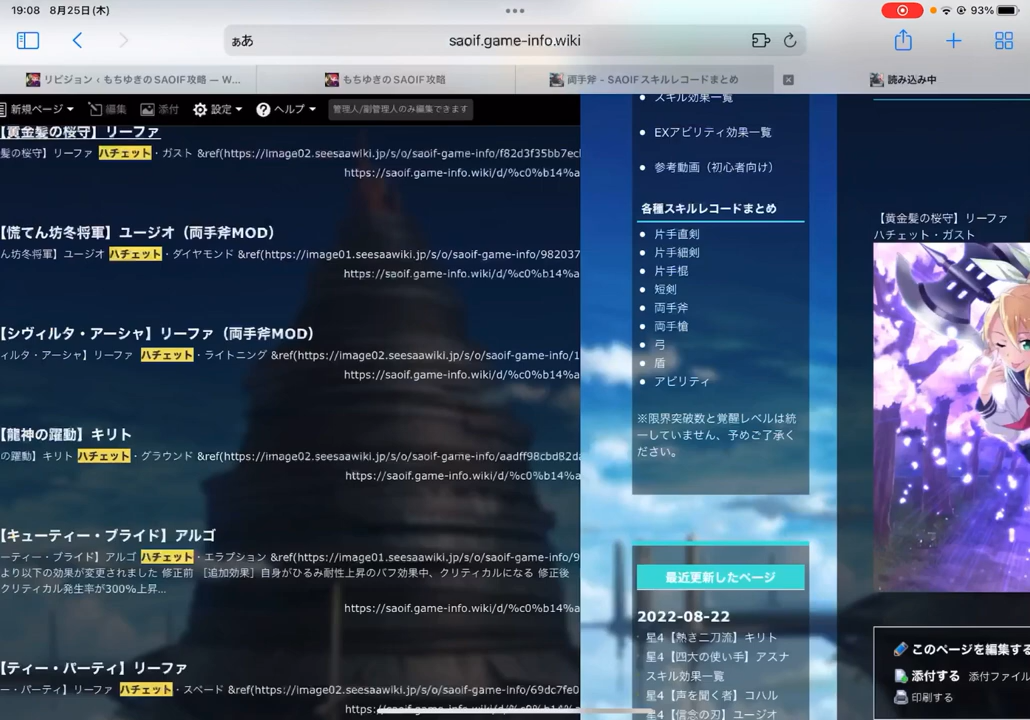 19:08 8月25日(木)
93%
ぁあ
saoif.game-info.wiki
リビジョン ‹ もちゆきのSAOIF攻略 — W...
もちゆきのSAOIF攻略
両手斧 - SAOIFスキルレコードまとめ
読み込み中
新規ページ
編集
添付
設定
ヘルプ
管理人/副管理人のみ編集できます
【黄金髪の桜守】リーファ
髪の桜守】リーファ ハチェット・ガスト &ref(https://image02.seesaawiki.jp/s/o/saoif-game-info/f82d3f35bb7ecl
https://saoif.game-info.wiki/d/%c0%b14%a
【慌てん坊冬将軍】ユージオ（両手斧MOD）
ん坊冬将軍】ユージオ ハチェット・ダイヤモンド &ref(https://image01.seesaawiki.jp/s/o/saoif-game-info/982037
https://saoif.game-info.wiki/d/%c0%b14%a
【シヴィルタ・アーシャ】リーファ（両手斧MOD）
ィルタ・アーシャ】リーファ ハチェット・ライトニング &ref(https://image02.seesaawiki.jp/s/o/saoif-game-info/1
https://saoif.game-info.wiki/d/%c0%b14%a
【龍神の躍動】キリト
の躍動】キリト ハチェット・グラウンド &ref(https://image02.seesaawiki.jp/s/o/saoif-game-info/aadff98cbd82da
https://saoif.game-info.wiki/d/%c0%b14%a
【キューティー・ブライド】アルゴ
ーティー・ブライド】アルゴ ハチェット・エラプション &ref(https://image01.seesaawiki.jp/s/o/saoif-game-info/9
より以下の効果が変更されました 修正前 ［追加効果］自身がひるみ耐性上昇のバフ効果中、クリティカルになる 修正後
クリティカル発生率が300%上昇...
https://saoif.game-info.wiki/d/%c0%b14%a
【ティー・パーティ】リーファ
ー・パーティ】リーファ ハチェット・スペード &ref(https://image02.seesaawiki.jp/s/o/saoif-game-info/69dc7fe0
https://saoif.game-info.wiki/d/%c0%b14%a
スキル効果一覧
EXアビリティ効果一覧
参考動画（初心者向け）
各種スキルレコードまとめ
片手直剣
片手細剣
片手棍
短剣
両手斧
両手槍
弓
盾
アビリティ
※限界突破数と覚醒レベルは統
一していません、予めご了承く
ださい。
最近更新したページ
2022-08-22
星4【熱き二刀流】キリト
星4【四大の使い手】アスナ
スキル効果一覧
星4【声を聞く者】コハル
星4【信念の刃】ユージオ
【黄金髪の桜守】リーファ
ハチェット・ガスト
このページを編集する
添付する 添付ファイル
印刷する